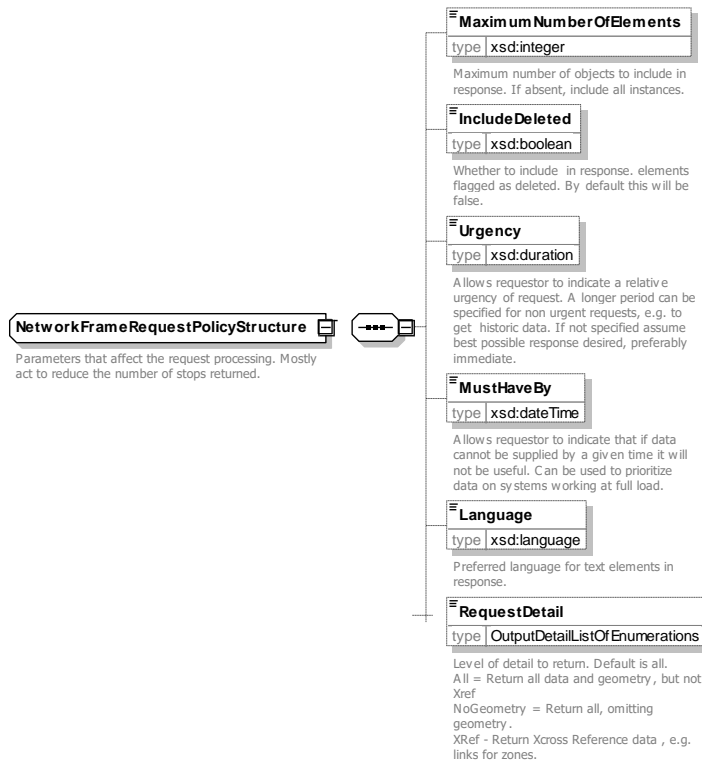 MaximumNumberOfElements
type xsd:integer
Maximum number of objects to include in
response. If absent, include all instances.
IncludeDeleted
type xsd:boolean
Whether to include in response. elements
flagged as deleted. By default this will be
false.
Urgency
type xsd:duration
Allows requestor to indicate a relative
urgency of request. A longer period can be
specified for non urgent requests, e.g. to
get historic data. If not specified assume
best possible response desired, preferably
immediate.
NetworkFrameRequestPolicyStructure
Parameters that affect the request processing. Mostly
act to reduce the number of stops returned.
MustHaveBy
type xsd:dateTime
Allows requestor to indicate that if data
cannot be supplied by a given time it will
not be useful. Can be used to prioritize
data on systems working at full load.
Language
type xsd:language
Preferred language for text elements in
response.
RequestDetail
type OutputDetailListOfEnumerations
Level of detail to return. Default is all.
All = Return all data and geometry, but not
Xref
NoGeometry = Return all, omitting
geometry.
XRef - Return Xcross Reference data , e.g.
links for zones.